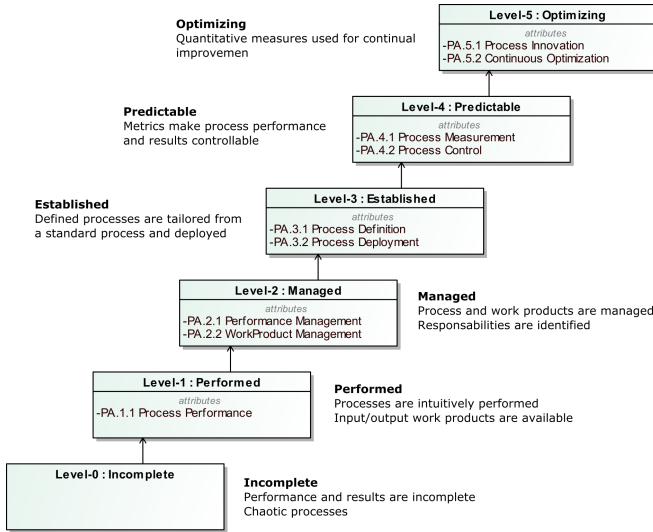 Level-5 : Optimizing
attributes
-PA.5.1 Process Innovation
-PA.5.2 Continuous Optimization
Optimizing
Quantitative measures used for continual
improvemen
Level-4 : Predictable
attributes
-PA.4.1 Process Measurement
-PA.4.2 Process Control
Predictable
Metrics make process performance
and results controllable
Level-3 : Established
attributes
-PA.3.1 Process Definition
-PA.3.2 Process Deployment
Established
Defined processes are tailored from
a standard process and deployed
Level-2 : Managed
attributes
-PA.2.1 Performance Management
-PA.2.2 WorkProduct Management
Managed
Process and work products are managed
Responsabilities are identified
Level-1 : Performed
attributes
-PA.1.1 Process Performance
Performed
Processes are intuitively performed
Input/output work products are available
Level-0 : Incomplete
Incomplete
Performance and results are incomplete
Chaotic processes